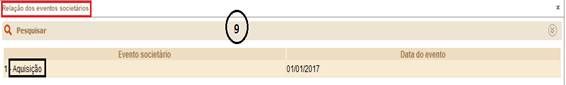 Relação dos eventos societários x
Pesquisar 9
Evento societário Data do evento
1 - Aquisição 01/01/2017